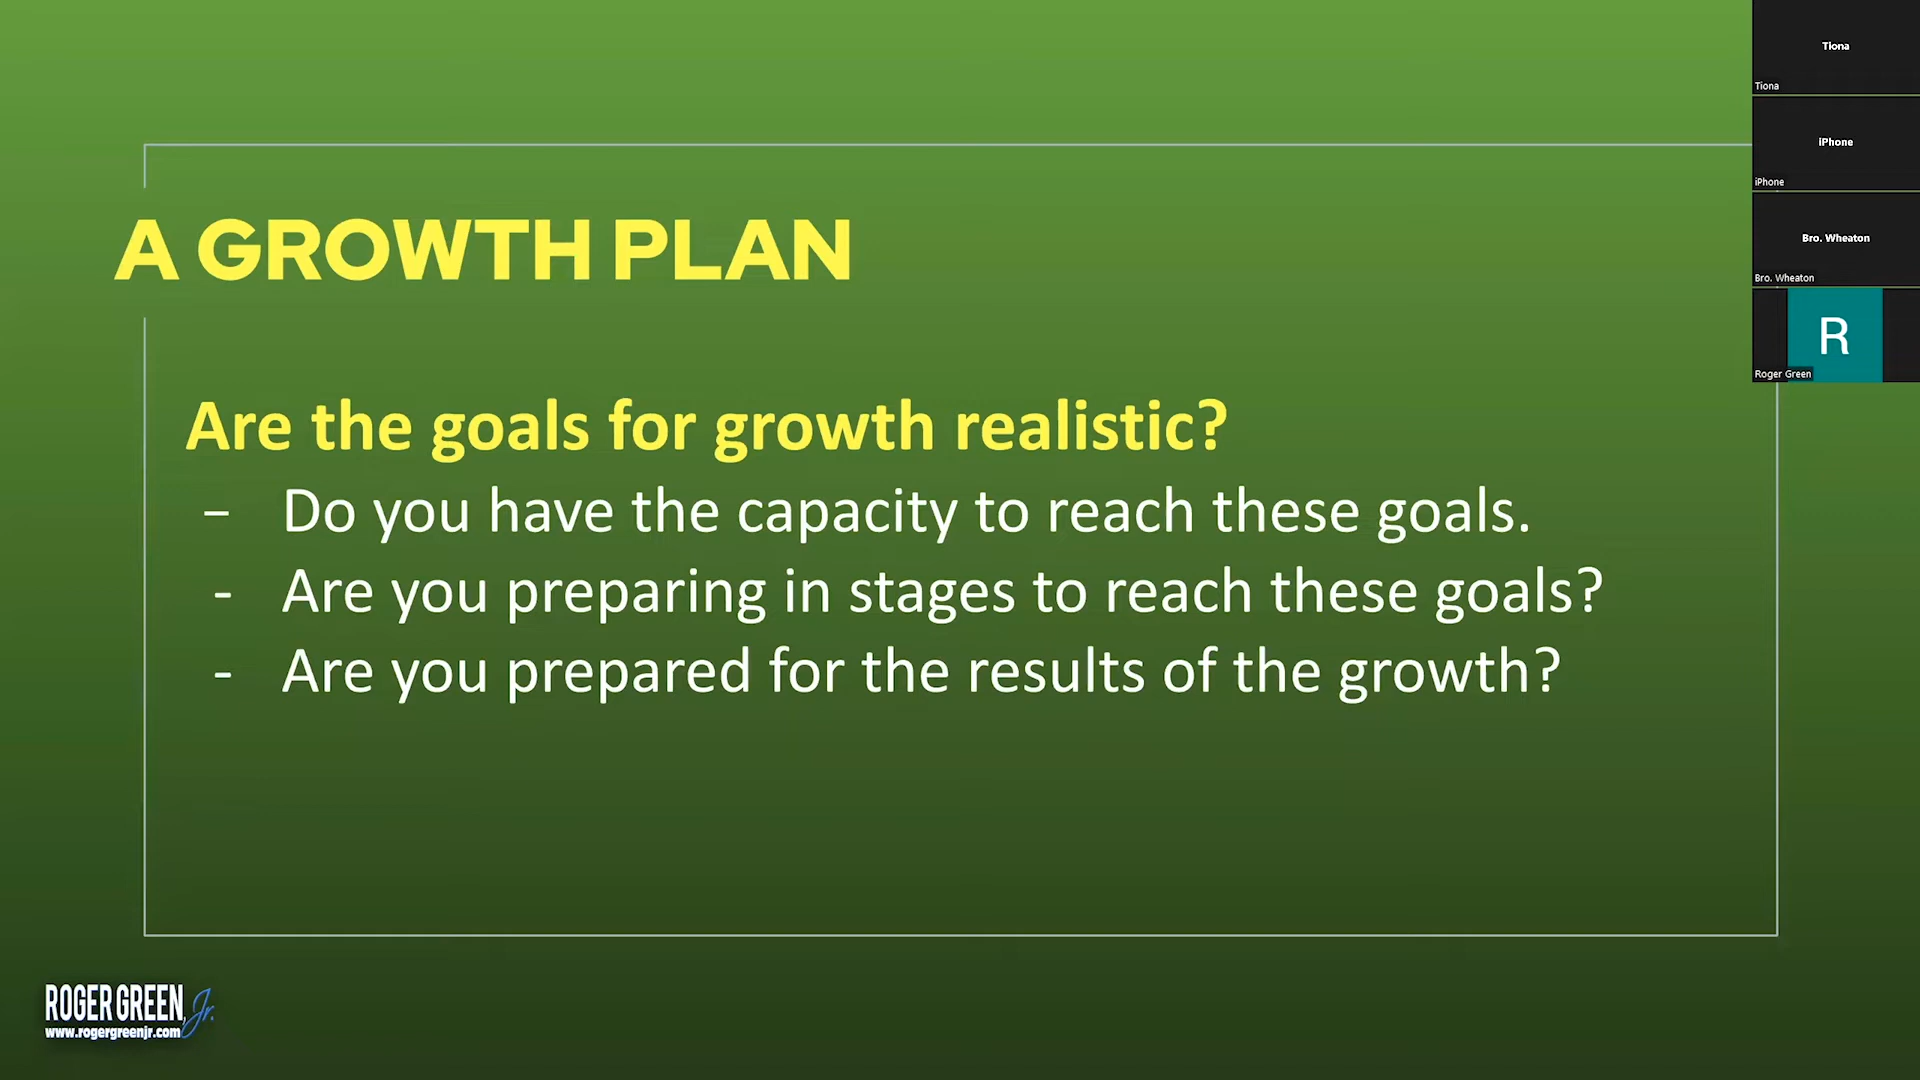 A GROWTH PLAN
Are the goals for growth realistic?
– Do you have the capacity to reach these goals.
- Are you preparing in stages to reach these goals?
- Are you prepared for the results of the growth?
ROGER GREEN, Jr.
www.rogergreenjr.com
Tiona
Tiona
iPhone
iPhone
Bro. Wheaton
Bro. Wheaton
R
Roger Green